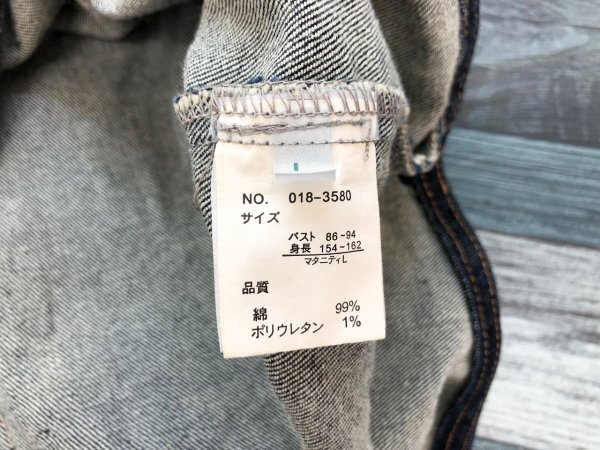 NO. 018-3580
サイズ
バスト 86~94
身長 154~162
マタニティL
品質
綿 99%
ポリウレタン 1%